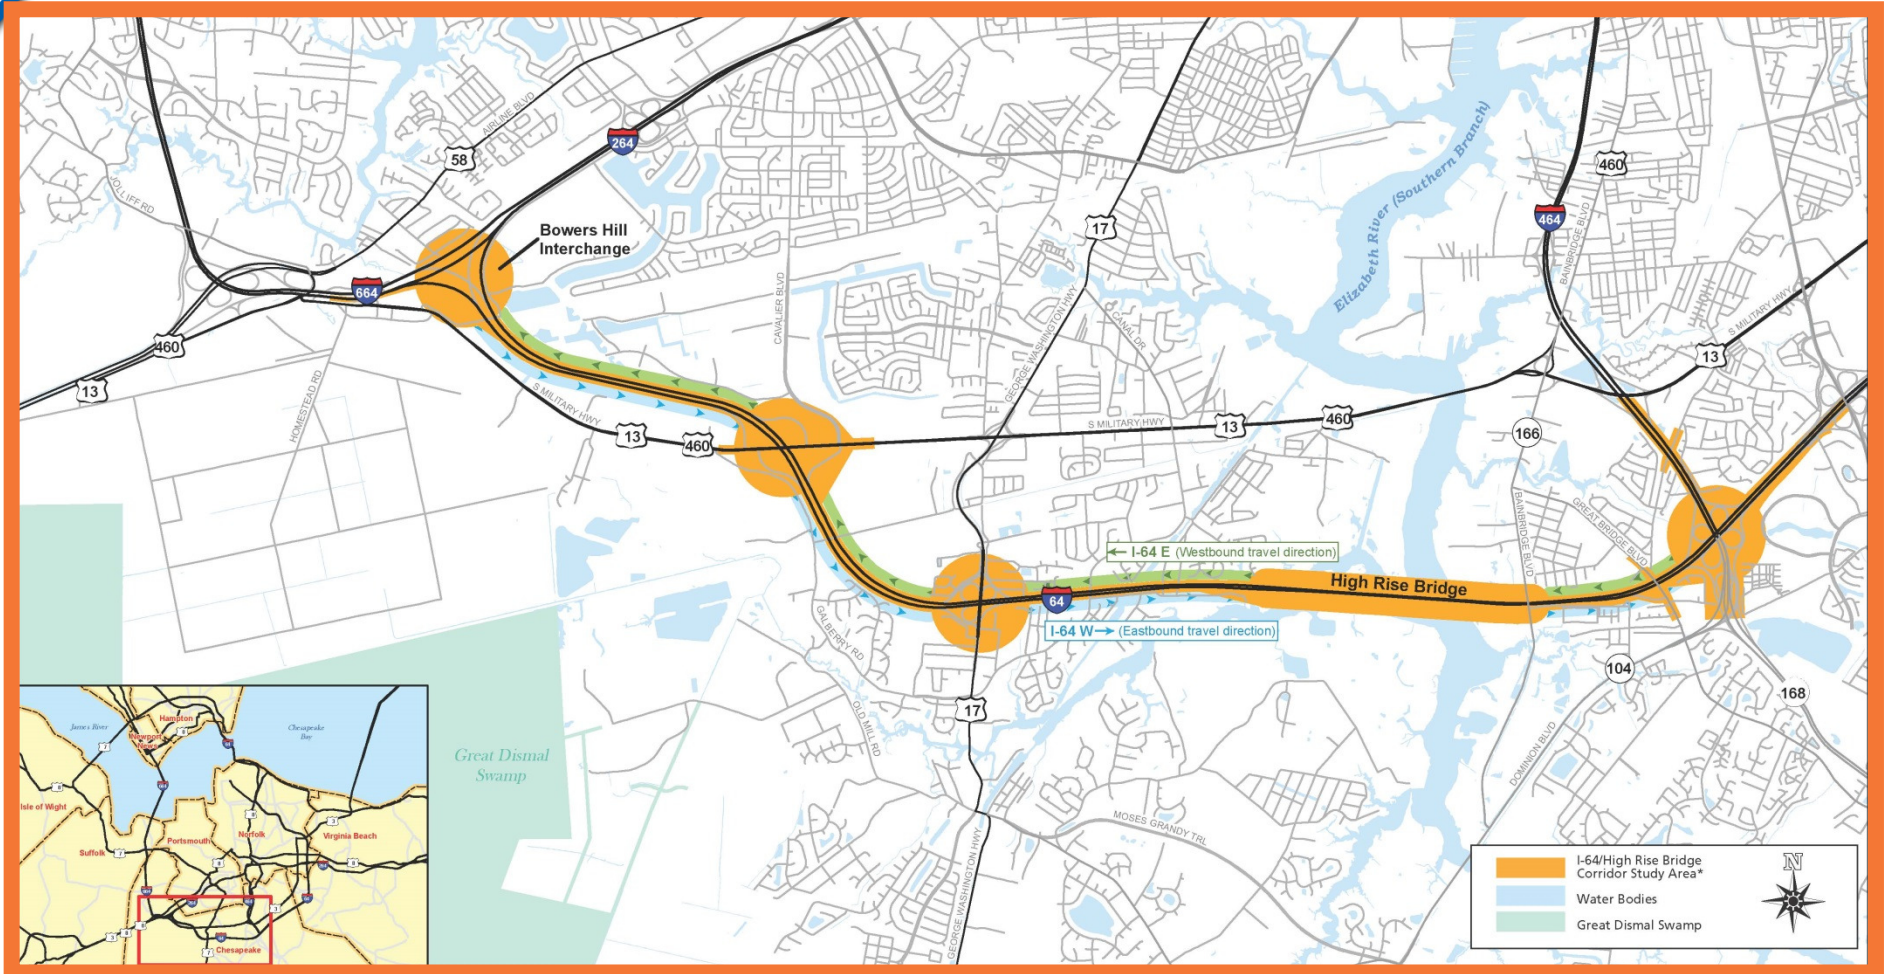 AIRLINE BLVD
58
264
JOLLIFF RD
Bowers Hill
Interchange
664
460
13
HOMESTEAD RD
S MILITARY HWY
13
460
CAVALIER BLVD
17
GEORGE WASHINGTON HWY
CANAL DR
Elizabeth River (Southern Branch)
464
460
BAINBRIDGE BLVD
S MILITARY HWY
13
S MILITARY HWY
13
460
166
BAINBRIDGE BLVD
GREAT BRIDGE BLVD
I-64 E (Westbound travel direction)
High Rise Bridge
64
I-64 W (Eastbound travel direction)
GALBERRY RD
OLD MILL RD
17
104
168
DOMINION BLVD
MOSES GRANDY TRL
GEORGE WASHINGTON HWY
Great Dismal
Swamp
James River
Hampton
Newport
News
Chesapeake
Bay
Isle of Wight
Suffolk
Portsmouth
Norfolk
Virginia Beach
Chesapeake
I-64/High Rise Bridge
Corridor Study Area*
Water Bodies
Great Dismal Swamp
N